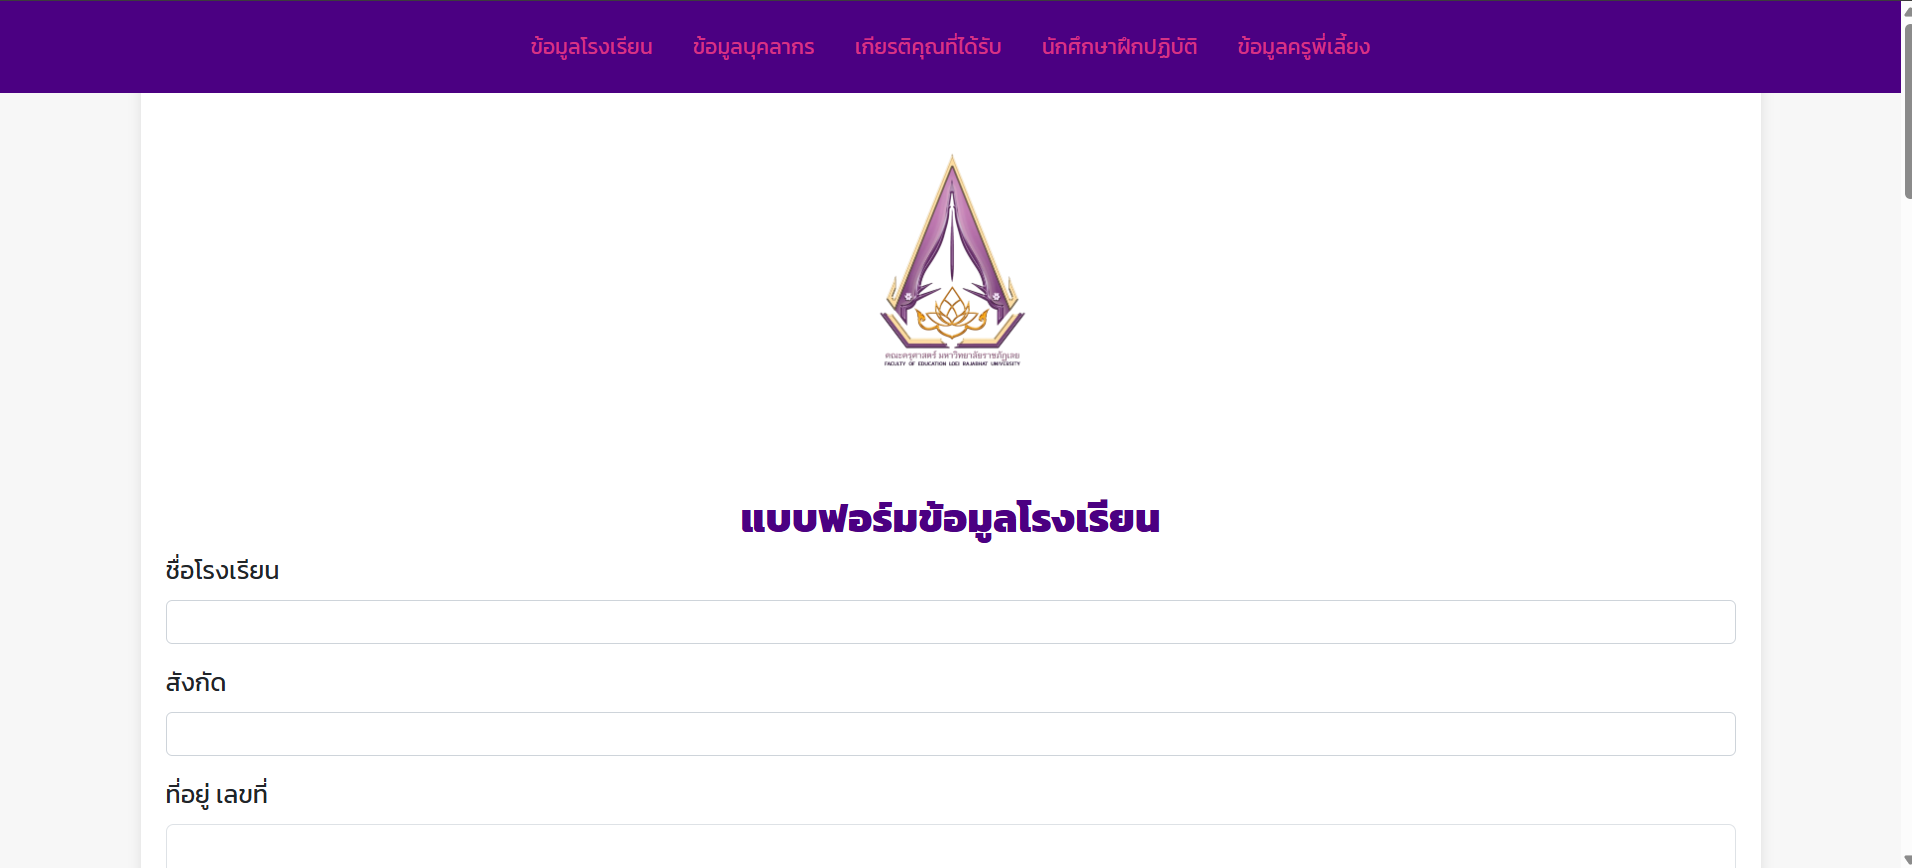 ข้อมูลโรงเรียน ข้อมูลบุคลากร เกียรติคุณที่ได้รับ นักศึกษาฝึกปฏิบัติ ข้อมูลครูพี่เลี้ยง
คณะครุศาสตร์ มหาวิทยาลัยราชภัฏเลย
FACULTY OF EDUCATION LOEI RAJABHAT UNIVERSITY
แบบฟอร์มข้อมูลโรงเรียน
ชื่อโรงเรียน
สังกัด
ที่อยู่ เลขที่